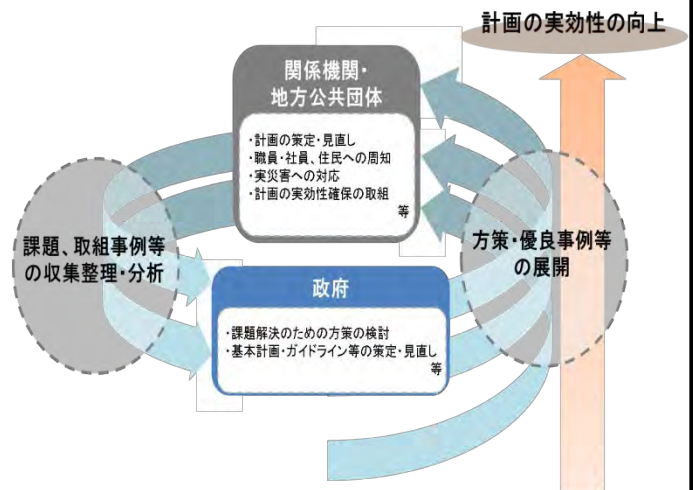 計画の実効性の向上
関係機関・
地方公共団体
・計画の策定・見直し
・職員・社員、住民への周知
・実災害への対応
・計画の実効性確保の取組
等
課題、取組事例等
の収集整理・分析
方策・優良事例等
の展開
政府
・課題解決のための方策の検討
・基本計画・ガイドライン等の策定・見直し
等